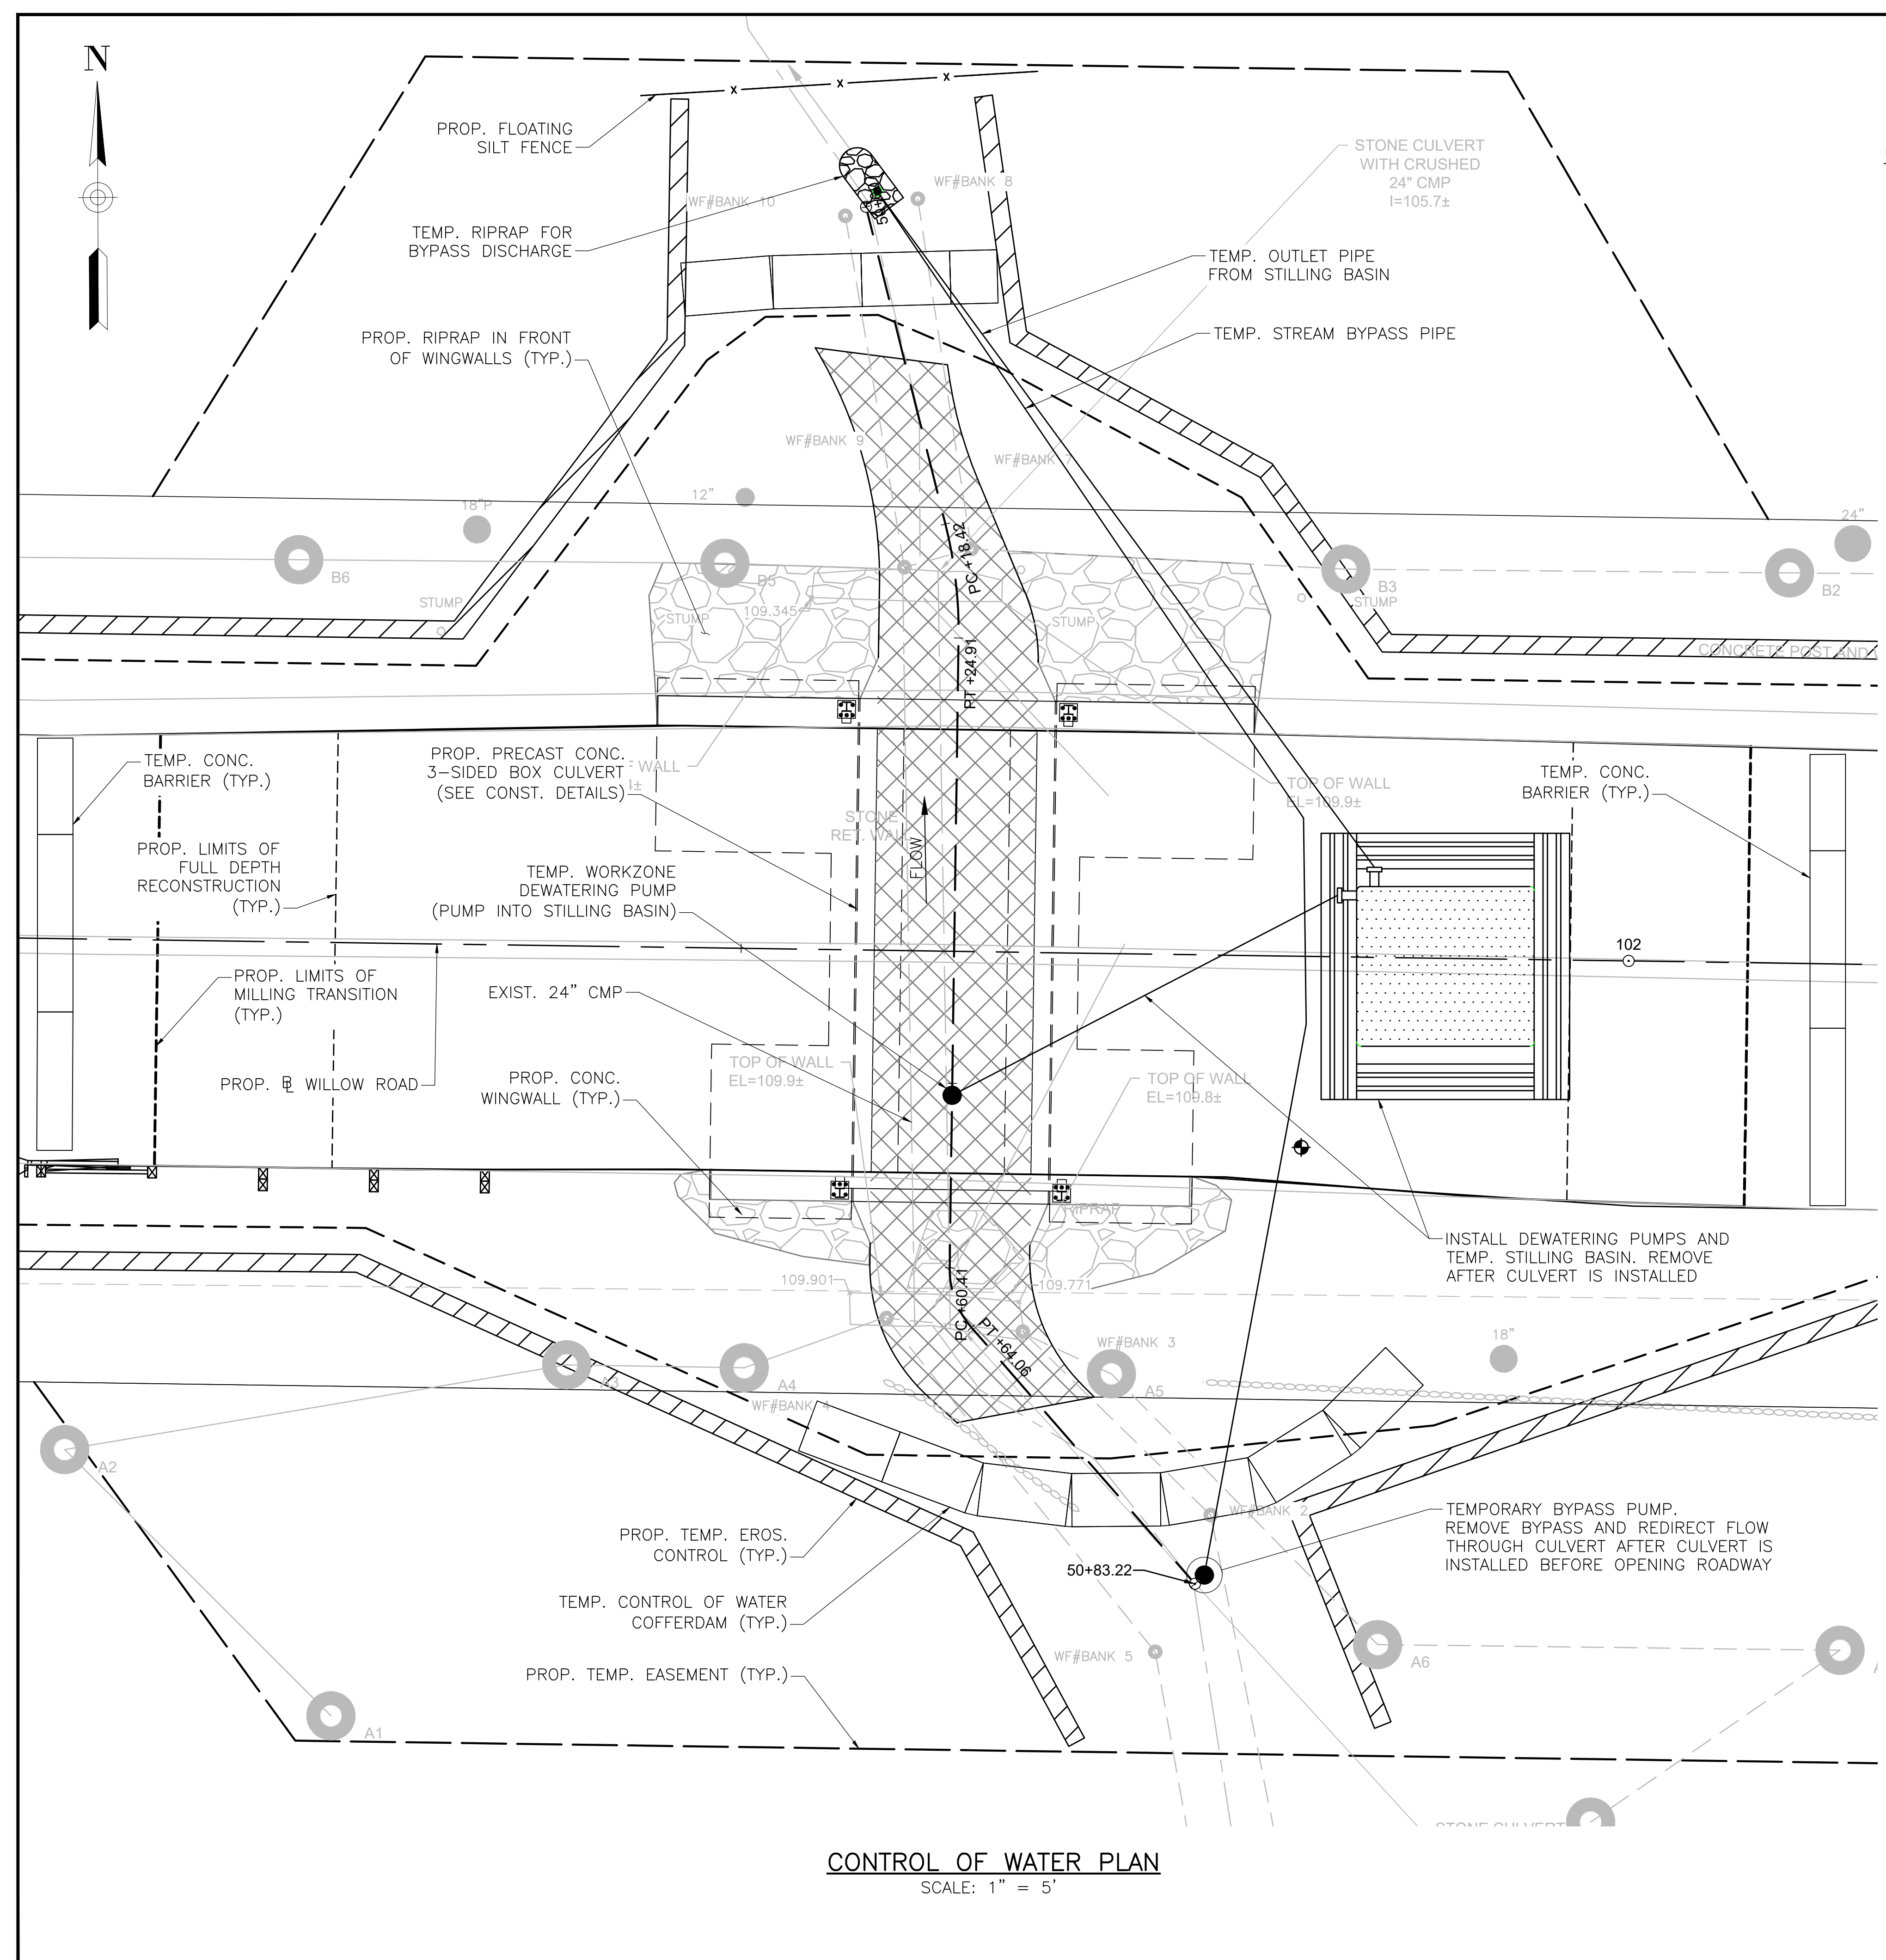 N
PROP. FLOATING
SILT FENCE
WF#BANK 10
WF#BANK 8
STONE CULVERT
WITH CRUSHED
24" CMP
I=105.7±
TEMP. RIPRAP FOR
BYPASS DISCHARGE
TEMP. OUTLET PIPE
FROM STILLING BASIN
PROP. RIPRAP IN FRONT
OF WINGWALLS (TYP.)
TEMP. STREAM BYPASS PIPE
WF#BANK 9
WF#BANK 7
18"P
12"
24"
PC +18.42
B6
B5
B3
B2
STUMP
109.345
STUMP
STUMP
STUMP
PT +24.91
CONCRETE POST AND
TEMP. CONC.
BARRIER (TYP.)
PROP. PRECAST CONC.
3-SIDED BOX CULVERT
(SEE CONST. DETAILS)
WALL
TOP OF WALL
EL=109.9±
TEMP. CONC.
BARRIER (TYP.)
STONE
RET. WALL
FLOW
PROP. LIMITS OF
FULL DEPTH
RECONSTRUCTION
(TYP.)
TEMP. WORKZONE
DEWATERING PUMP
(PUMP INTO STILLING BASIN)
102
PROP. LIMITS OF
MILLING TRANSITION
(TYP.)
EXIST. 24" CMP
PROP. BL WILLOW ROAD
PROP. CONC.
WINGWALL (TYP.)
TOP OF WALL
EL=109.9±
TOP OF WALL
EL=109.8±
RIPRAP
INSTALL DEWATERING PUMPS AND
TEMP. STILLING BASIN. REMOVE
AFTER CULVERT IS INSTALLED
109.901
109.771
PC +60.41
PT +64.06
WF#BANK 3
18"
A3
A4
A5
WF#BANK 4
A2
WF#BANK 2
PROP. TEMP. EROS.
CONTROL (TYP.)
TEMPORARY BYPASS PUMP.
REMOVE BYPASS AND REDIRECT FLOW
THROUGH CULVERT AFTER CULVERT IS
INSTALLED BEFORE OPENING ROADWAY
50+83.22
TEMP. CONTROL OF WATER
COFFERDAM (TYP.)
WF#BANK 5
A6
PROP. TEMP. EASEMENT (TYP.)
A1
STONE CULVERT
CONTROL OF WATER PLAN
SCALE: 1" = 5'